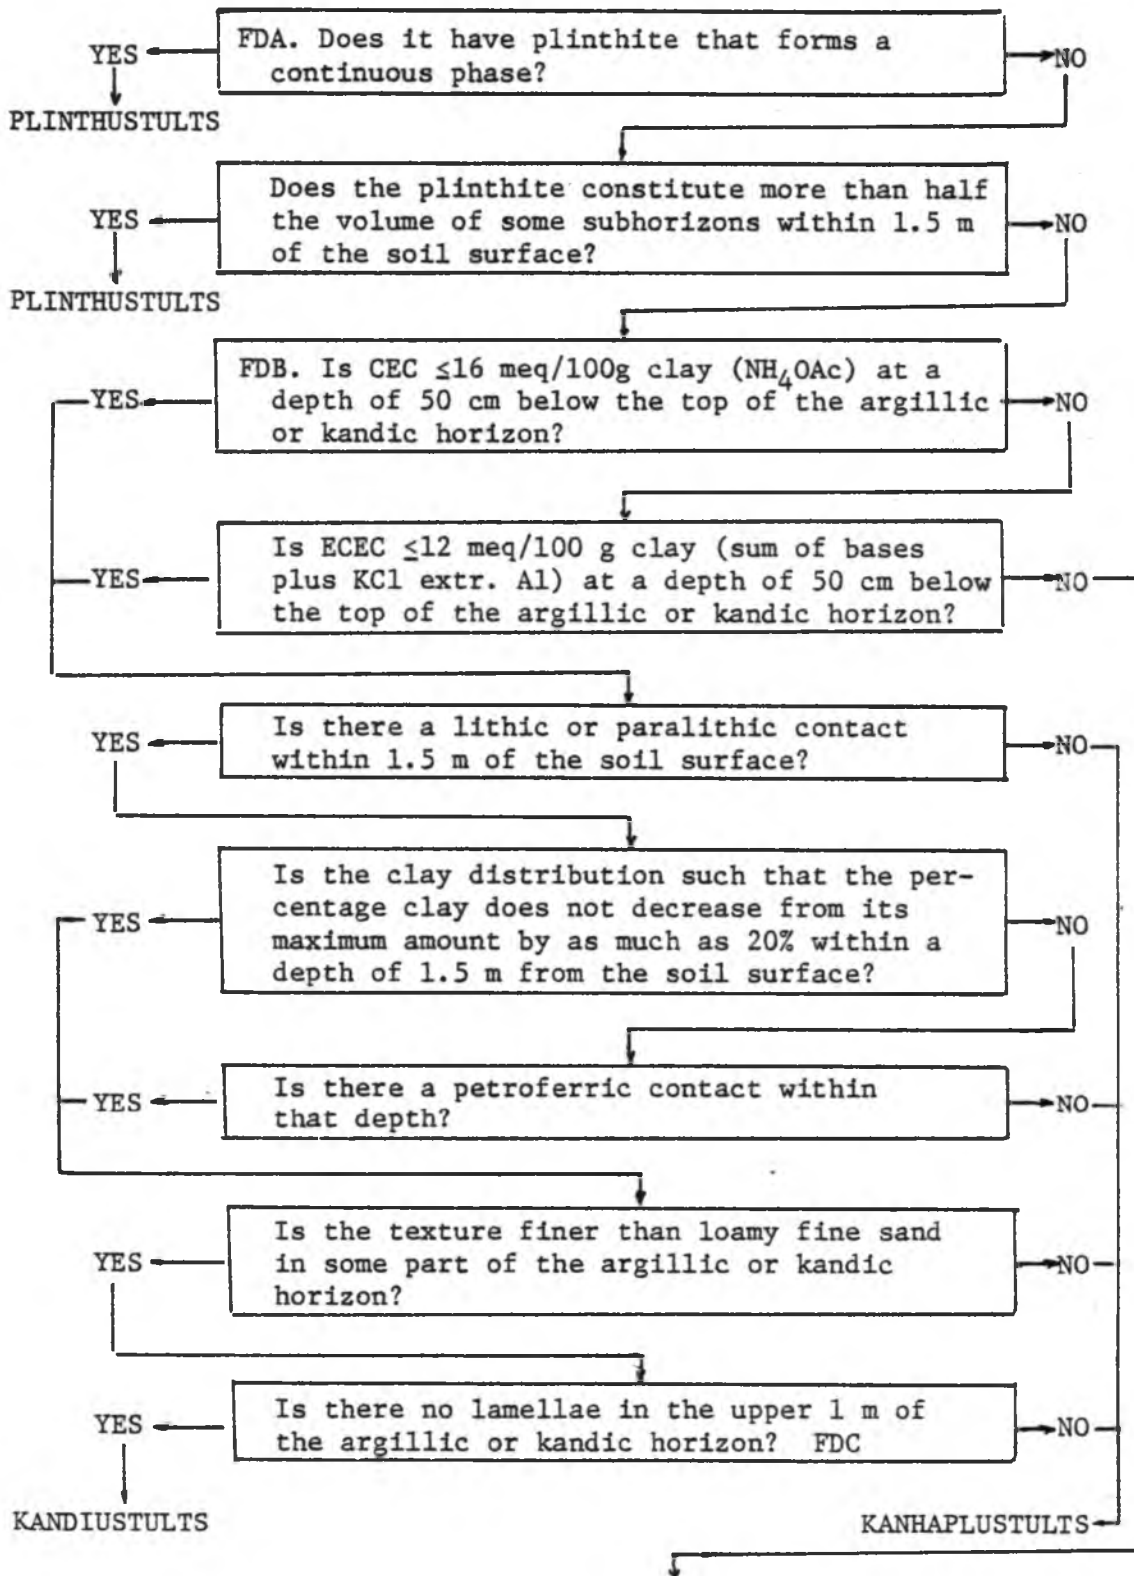 FDA. Does it have plinthite that forms a
continuous phase?
YES
NO
PLINTHUSTULTS
Does the plinthite constitute more than half
the volume of some subhorizons within 1.5 m
of the soil surface?
YES
NO
PLINTHUSTULTS
FDB. Is CEC ≤16 meq/100g clay (NH4OAc) at a
depth of 50 cm below the top of the argillic
or kandic horizon?
YES
NO
Is ECEC ≤12 meq/100 g clay (sum of bases
plus KCl extr. Al) at a depth of 50 cm below
the top of the argillic or kandic horizon?
YES
NO
Is there a lithic or paralithic contact
within 1.5 m of the soil surface?
YES
NO
Is the clay distribution such that the per-
centage clay does not decrease from its
maximum amount by as much as 20% within a
depth of 1.5 m from the soil surface?
YES
NO
Is there a petroferric contact within
that depth?
YES
NO
Is the texture finer than loamy fine sand
in some part of the argillic or kandic
horizon?
YES
NO
Is there no lamellae in the upper 1 m of
the argillic or kandic horizon? FDC
YES
NO
KANDIUSTULTS
KANHAPLUSTULTS